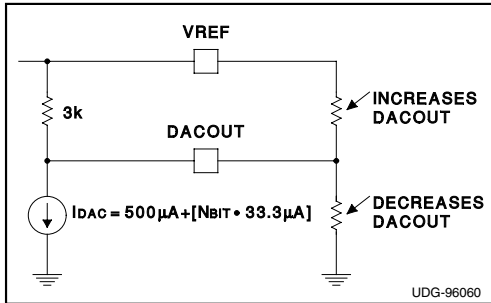 VREF
3k
INCREASES
DACOUT
DACOUT
IDAC = 500µA+[NBIT • 33.3µA]
DECREASES
DACOUT
UDG-96060